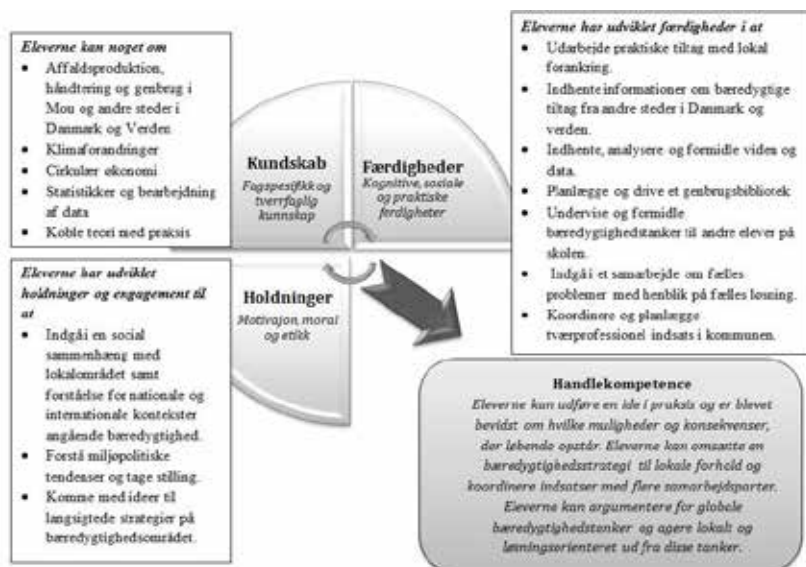 Eleverne kan noget om
• Affaldsproduktion,
håndtering og genbrug i
Mou og andre steder i
Danmark og Verden
• Klimaforandringer
• Cirkulær økonomi
• Statistikker og bearbejdning
af data
• Koble teori med praksis
Kundskab
Fagspesifikk og
tverrfaglig
kunnskap
Færdigheder
Kognitive, sosiale
og praktiske
ferdigheter
Eleverne har udviklet færdigheder i at
• Udarbejde praktiske tiltag med lokal
forankring.
• Indhente informationer om bæredygtige
tiltag fra andre steder i Danmark og
verden.
• Indhente, analysere og formidle viden og
data.
• Planlægge og drive et genbrugsbibliotek
• Undervise og formidle
bæredygtighedstanker til andre elever på
skolen.
• Indgå i et samarbejde om fælles
problemer med henblik på fælles løsning.
• Koordinere og planlægge
tværprofessionel indsats i kommunen.
Eleverne har udviklet
holdninger og engagement til
at
• Indgå i en social
sammenhæng med
lokalområdet samt
forståelse for nationale og
internationale kontekster
angående bæredygtighed.
• Forstå miljøpolitiske
tendenser og tage stilling.
• Komme med ideer til
langsigtede strategier på
bæredygtighedsområdet.
Holdninger
Motivasjon, moral
og etikk
Handlekompetence
Eleverne kan udføre en ide i praksis og er blevet
bevidst om hvilke muligheder og konsekvenser,
der løbende opstår. Eleverne kan omsætte en
bæredygtighedsstrategi til lokale forhold og
koordinere indsatser med flere samarbejdsparter.
Eleverne kan argumentere for globale
bæredygtighedstanker og agere lokalt og
løsningsorienteret ud fra disse tanker.